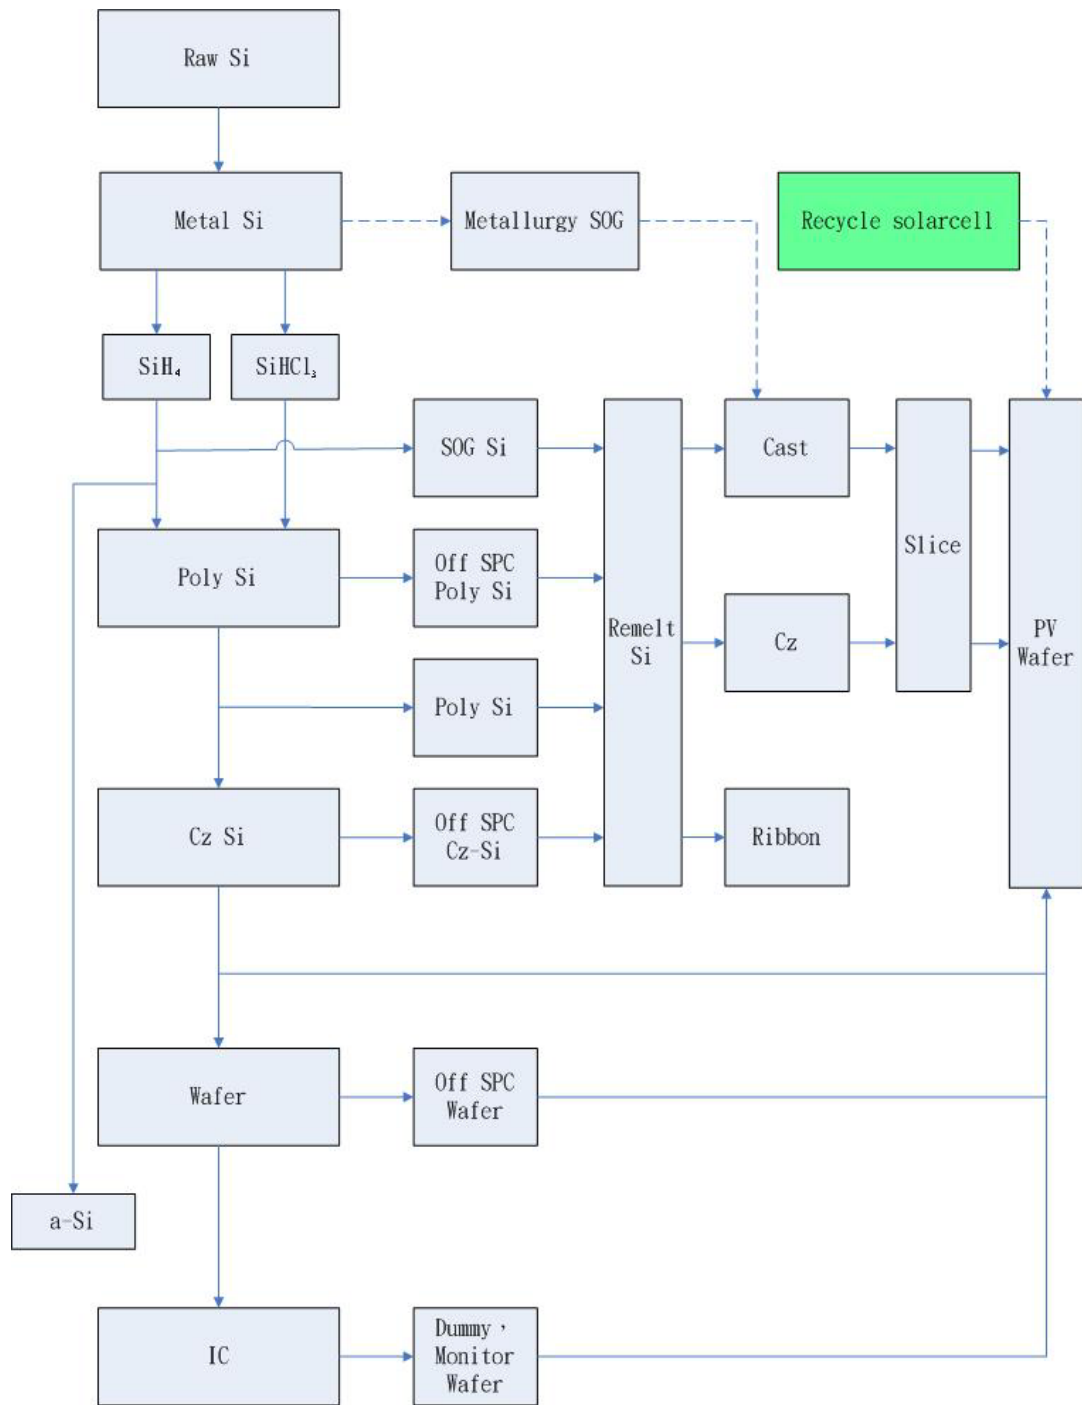 Raw Si
Metal Si
Metallurgy SOG
Recycle solarcell
SiH₄
SiHCl₃
SOG Si
Cast
Slice
PV
Wafer
Poly Si
Off SPC
Poly Si
Remelt
Si
Cz
Poly Si
Cz Si
Off SPC
Cz-Si
Ribbon
Wafer
Off SPC
Wafer
a-Si
IC
Dummy，
Monitor
Wafer